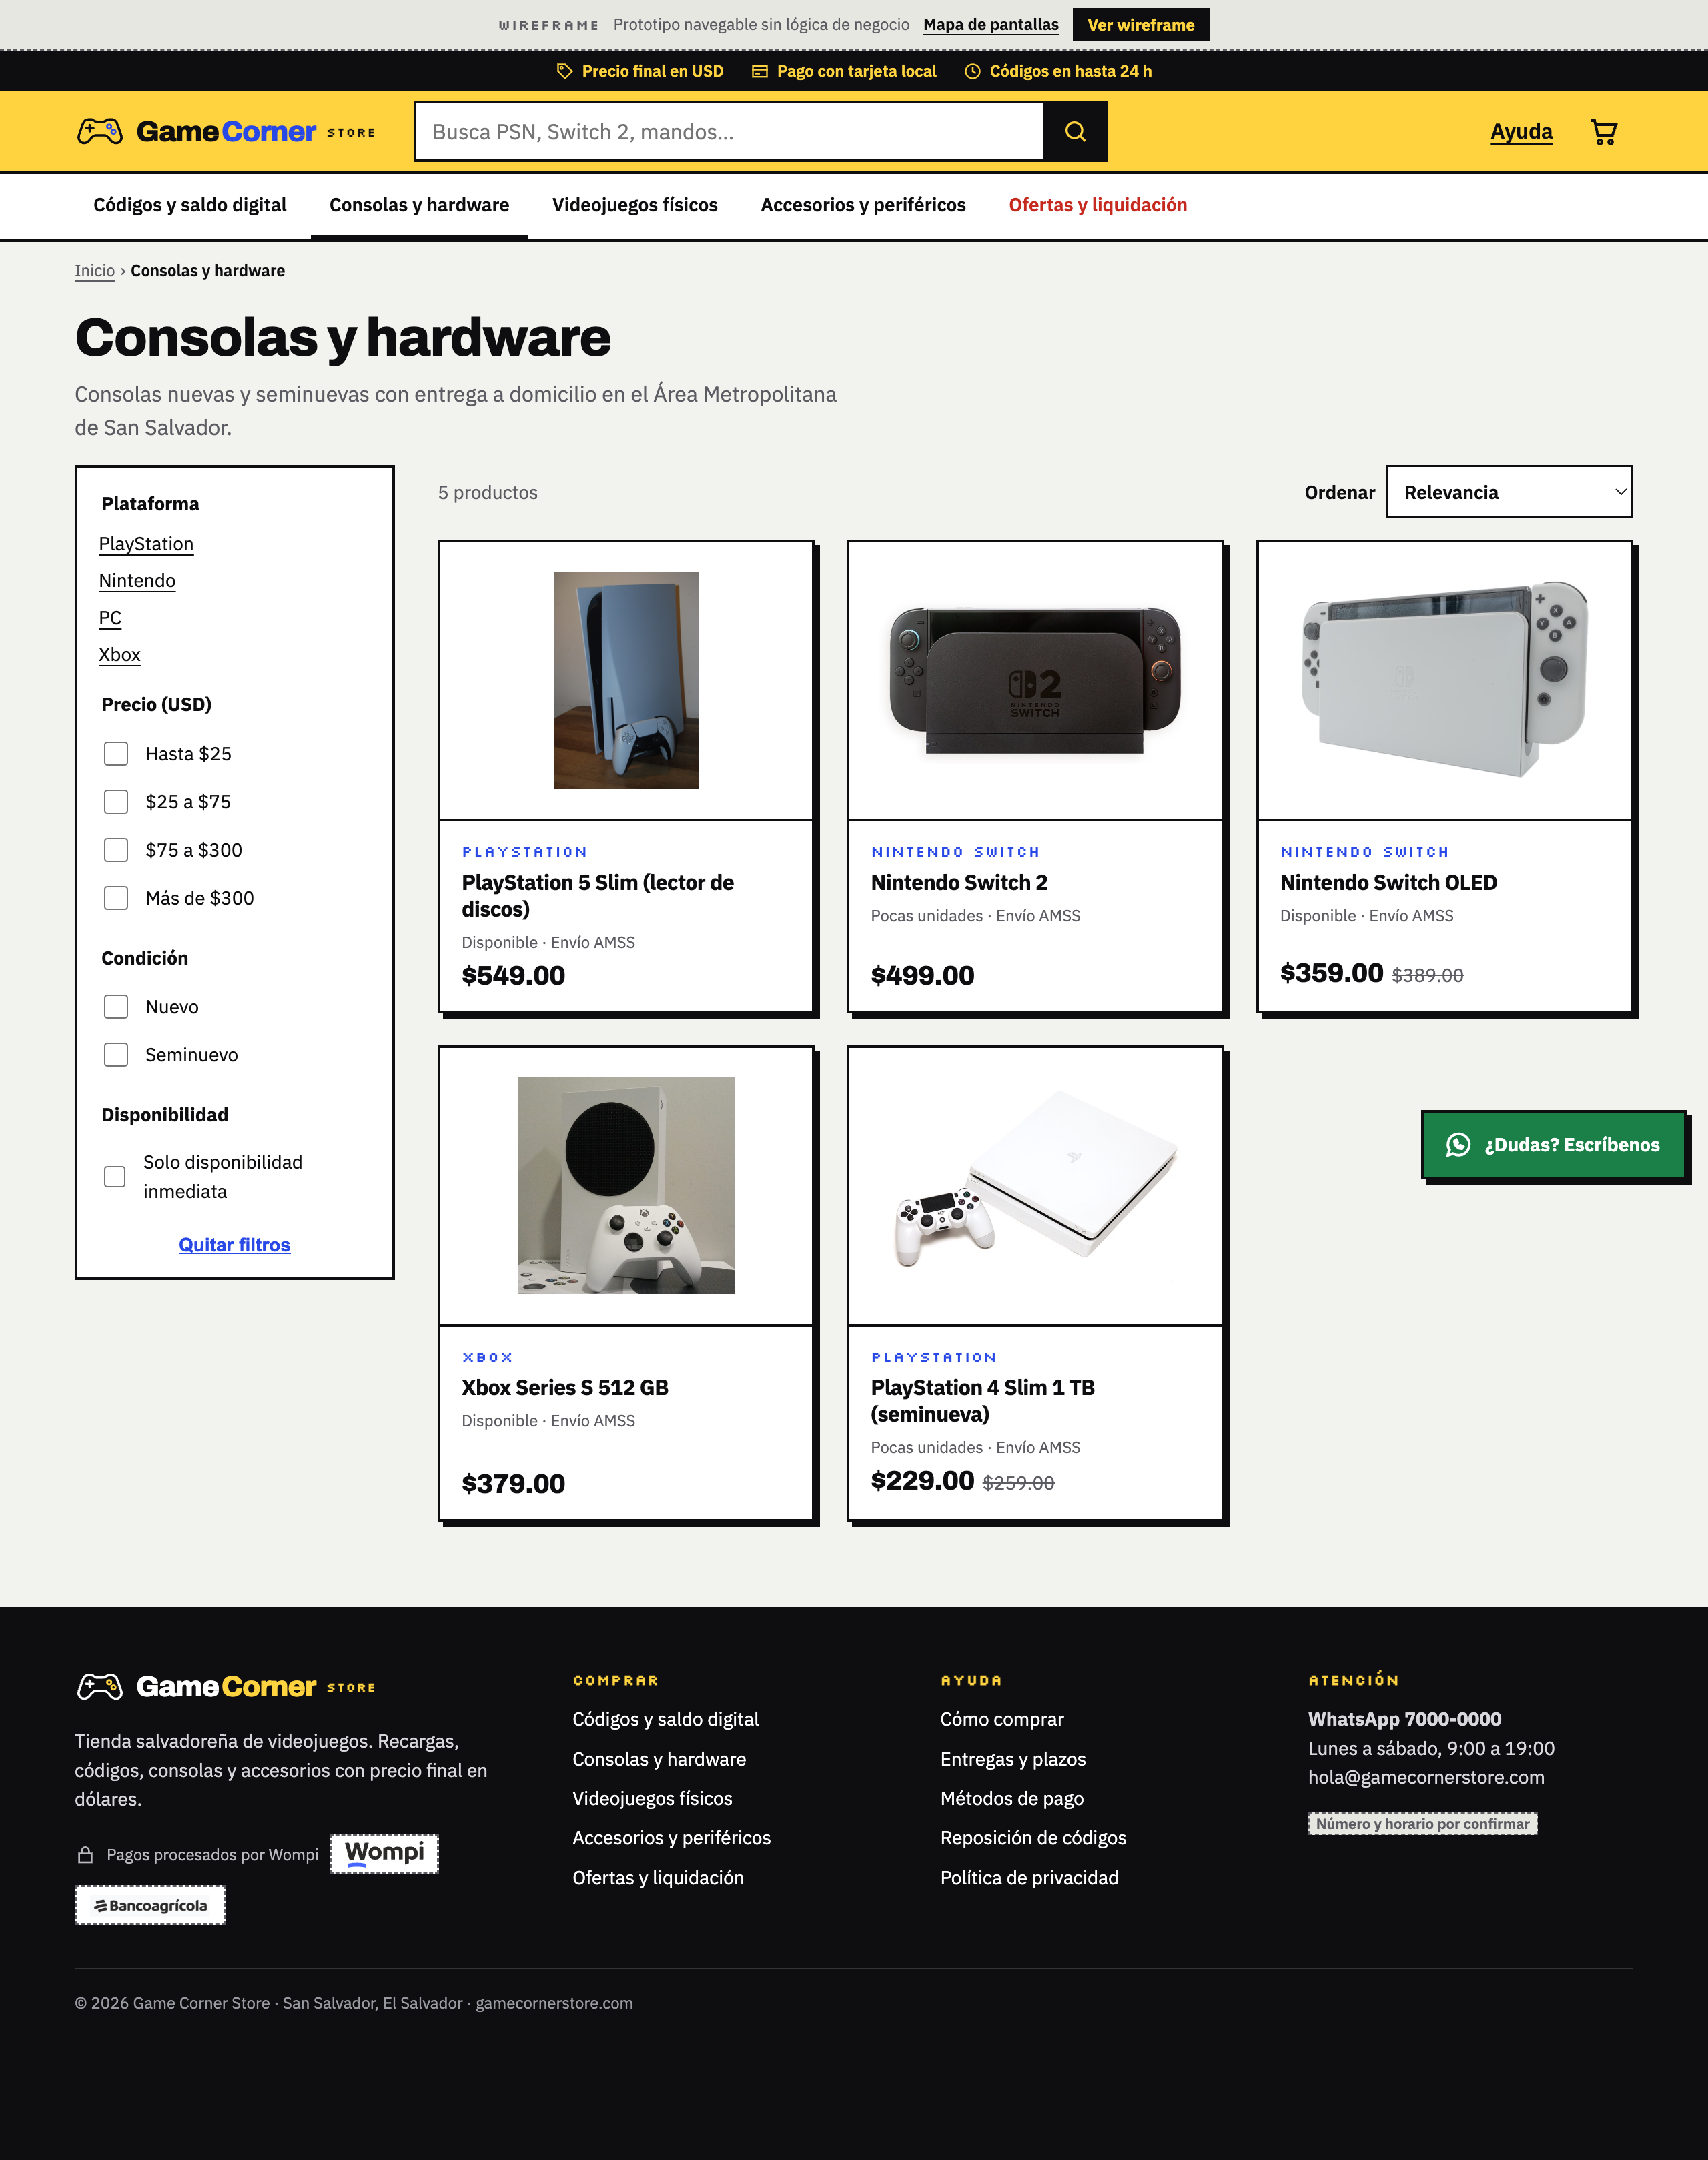 WIREFRAME Prototipo navegable sin lógica de negocio Mapa de pantallas Ver wireframe
Precio final en USD Pago con tarjeta local Códigos en hasta 24 h
GameCorner STORE Busca PSN, Switch 2, mandos... Ayuda
Códigos y saldo digital Consolas y hardware Videojuegos físicos Accesorios y periféricos Ofertas y liquidación
Inicio › Consolas y hardware
Consolas y hardware
Consolas nuevas y seminuevas con entrega a domicilio en el Área Metropolitana
de San Salvador.
Plataforma
PlayStation
Nintendo
PC
Xbox
Precio (USD)
Hasta $25
$25 a $75
$75 a $300
Más de $300
Condición
Nuevo
Seminuevo
Disponibilidad
Solo disponibilidad
inmediata
Quitar filtros
5 productos
Ordenar Relevancia
PLAYSTATION
PlayStation 5 Slim (lector de
discos)
Disponible · Envío AMSS
$549.00
2
NINTENDO
SWITCH
NINTENDO SWITCH
Nintendo Switch 2
Pocas unidades · Envío AMSS
$499.00
X
Y A
B
NINTENDO SWITCH
Nintendo Switch OLED
Disponible · Envío AMSS
$359.00 $389.00
XBOX
Xbox Series S 512 GB
Disponible · Envío AMSS
$379.00
PLAYSTATION
PlayStation 4 Slim 1 TB
(seminueva)
Pocas unidades · Envío AMSS
$229.00 $259.00
¿Dudas? Escríbenos
GameCorner STORE
Tienda salvadoreña de videojuegos. Recargas,
códigos, consolas y accesorios con precio final en
dólares.
Pagos procesados por Wompi Wompi
Bancoagrícola
COMPRAR
Códigos y saldo digital
Consolas y hardware
Videojuegos físicos
Accesorios y periféricos
Ofertas y liquidación
AYUDA
Cómo comprar
Entregas y plazos
Métodos de pago
Reposición de códigos
Política de privacidad
ATENCIÓN
WhatsApp 7000-0000
Lunes a sábado, 9:00 a 19:00
hola@gamecornerstore.com
Número y horario por confirmar
© 2026 Game Corner Store · San Salvador, El Salvador · gamecornerstore.com